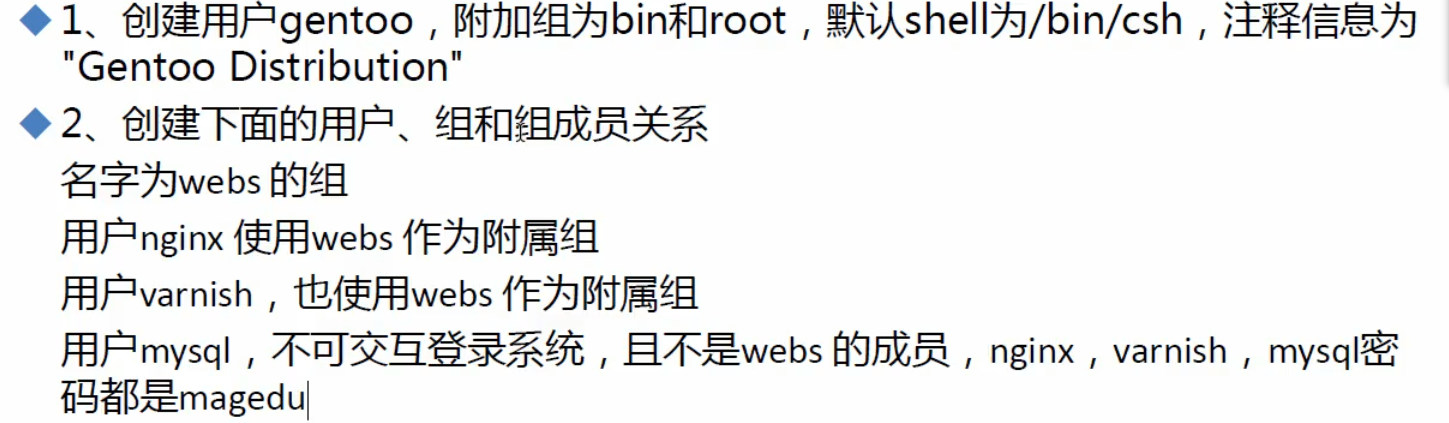 1、创建用户gentoo，附加组为bin和root，默认shell为/bin/csh，注释信息为
"Gentoo Distribution"
2、创建下面的用户、组和组成员关系
名字为webs 的组
用户nginx 使用webs 作为附属组
用户varnish，也使用webs 作为附属组
用户mysql，不可交互登录系统，且不是webs 的成员，nginx，varnish，mysql密
码都是magedu